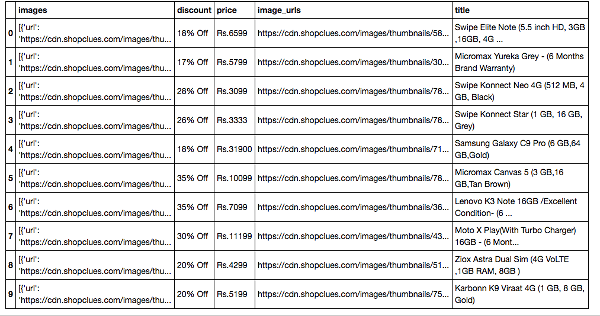 images discount price image_urls title
0 [{'url': 'https://cdn.shopclues.com/images/thu... 18% Off Rs.6599 https://cdn.shopclues.com/images/thumbnails/56... Swipe Elite Note (5.5 inch HD, 3GB
,16GB, 4G ...
1 [{'url': 'https://cdn.shopclues.com/images/thu... 17% Off Rs.5799 https://cdn.shopclues.com/images/thumbnails/30... Micromax Yureka Grey - (6 Months
Brand Warranty)
2 [{'url': 'https://cdn.shopclues.com/images/thu... 26% Off Rs.3099 https://cdn.shopclues.com/images/thumbnails/76... Swipe Konnect Neo 4G (512 MB, 4
GB, Black)
3 [{'url': 'https://cdn.shopclues.com/images/thu... 26% Off Rs.3333 https://cdn.shopclues.com/images/thumbnails/76... Swipe Konnect Star (1 GB, 16 GB,
Grey)
4 [{'url': 'https://cdn.shopclues.com/images/thu... 18% Off Rs.31900 https://cdn.shopclues.com/images/thumbnails/71... Samsung Galaxy C9 Pro (6 GB,64
GB,Gold)
5 [{'url': 'https://cdn.shopclues.com/images/thu... 35% Off Rs.10099 https://cdn.shopclues.com/images/thumbnails/76... Micromax Canvas 5 (3 GB,16
GB,Tan Brown)
6 [{'url': 'https://cdn.shopclues.com/images/thu... 35% Off Rs.7099 https://cdn.shopclues.com/images/thumbnails/36... Lenovo K3 Note 16GB /Excellent
Condition- (6 ...
7 [{'url': 'https://cdn.shopclues.com/images/thu... 30% Off Rs.11199 https://cdn.shopclues.com/images/thumbnails/43... Moto X Play(With Turbo Charger)
16GB - (6 Mont...
8 [{'url': 'https://cdn.shopclues.com/images/thu... 20% Off Rs.4299 https://cdn.shopclues.com/images/thumbnails/51... Ziox Astra Dual Sim (4G VoLTE
,1GB RAM, 8GB )
9 [{'url': 'https://cdn.shopclues.com/images/thu... 20% Off Rs.5199 https://cdn.shopclues.com/images/thumbnails/75... Karbonn K9 Viraat 4G (1 GB, 8 GB,
Gold)